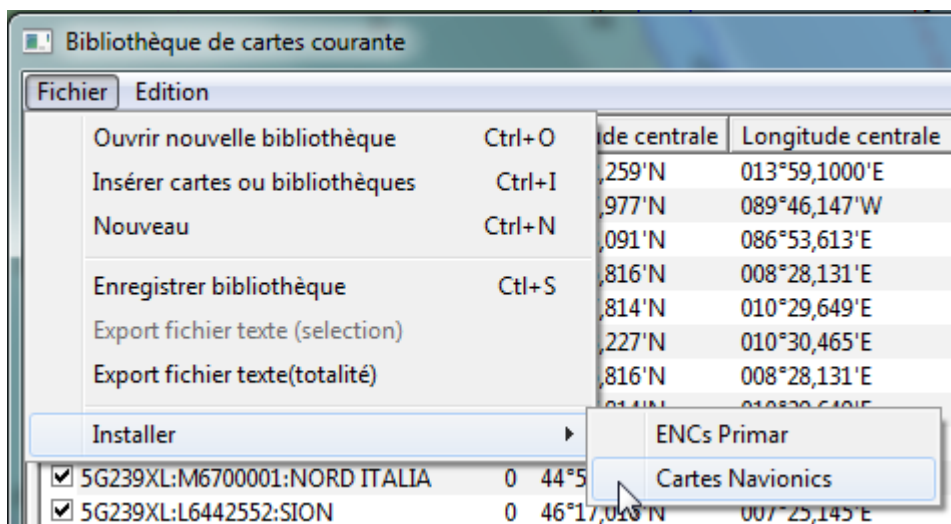 Bibliothèque de cartes courante
Fichier Edition
Ouvrir nouvelle bibliothèque Ctrl+O
Insérer cartes ou bibliothèques Ctrl+I
Nouveau Ctrl+N
Enregistrer bibliothèque Ctl+S
Export fichier texte (selection)
Export fichier texte(totalité)
Installer
ENCs Primar
Cartes Navionics
ude centrale Longitude centrale
,259'N 013°59,1000'E
,977'N 089°46,147'W
,091'N 086°53,613'E
,816'N 008°28,131'E
,814'N 010°29,649'E
,227'N 010°30,465'E
,816'N 008°28,131'E
5G239XL:M6700001:NORD ITALIA 0 44°5
5G239XL:L6442552:SION 0 46°17, 007°25,145'E